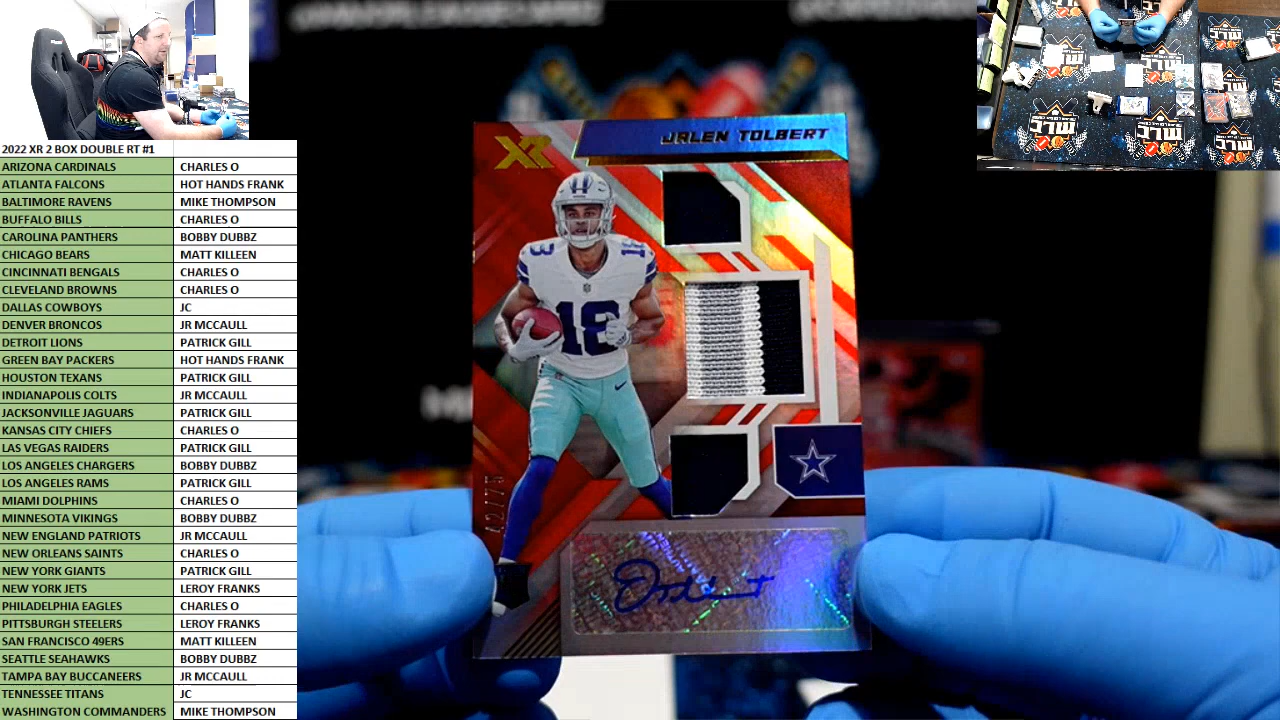 2022 XR 2 BOX DOUBLE RT #1
ARIZONA CARDINALS CHARLES O
ATLANTA FALCONS HOT HANDS FRANK
BALTIMORE RAVENS MIKE THOMPSON
BUFFALO BILLS CHARLES O
CAROLINA PANTHERS BOBBY DUBBZ
CHICAGO BEARS MATT KILLEEN
CINCINNATI BENGALS CHARLES O
CLEVELAND BROWNS CHARLES O
DALLAS COWBOYS JC
DENVER BRONCOS JR MCCAULL
DETROIT LIONS PATRICK GILL
GREEN BAY PACKERS HOT HANDS FRANK
HOUSTON TEXANS PATRICK GILL
INDIANAPOLIS COLTS JR MCCAULL
JACKSONVILLE JAGUARS PATRICK GILL
KANSAS CITY CHIEFS CHARLES O
LAS VEGAS RAIDERS PATRICK GILL
LOS ANGELES CHARGERS BOBBY DUBBZ
LOS ANGELES RAMS PATRICK GILL
MIAMI DOLPHINS CHARLES O
MINNESOTA VIKINGS BOBBY DUBBZ
NEW ENGLAND PATRIOTS JR MCCAULL
NEW ORLEANS SAINTS CHARLES O
NEW YORK GIANTS PATRICK GILL
NEW YORK JETS LEROY FRANKS
PHILADELPHIA EAGLES CHARLES O
PITTSBURGH STEELERS LEROY FRANKS
SAN FRANCISCO 49ERS MATT KILLEEN
SEATTLE SEAHAWKS BOBBY DUBBZ
TAMPA BAY BUCCANEERS JR MCCAULL
TENNESSEE TITANS JC
WASHINGTON COMMANDERS MIKE THOMPSON
XR
JALEN TOLBERT
18
18
42/75